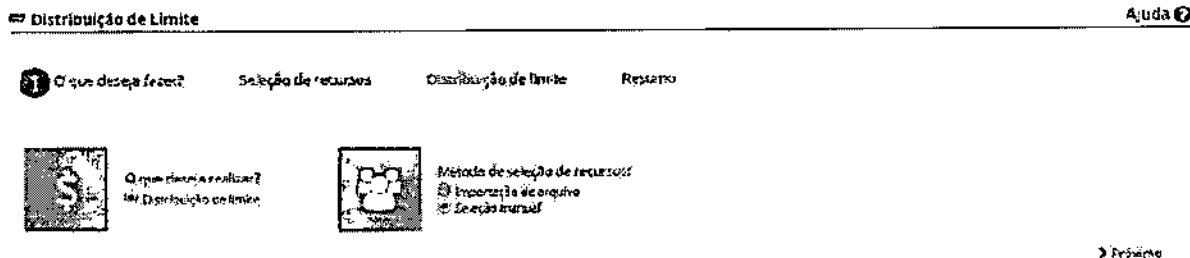 Distribuição de Limite
Ajuda
1 O que deseja fazer?
Seleção de recursos
Distribuição de limite
Resumo
O que deseja realizar?
Distribuição de limite
Método de seleção de recursos?
Importação de arquivo
Seleção manual
> Próximo